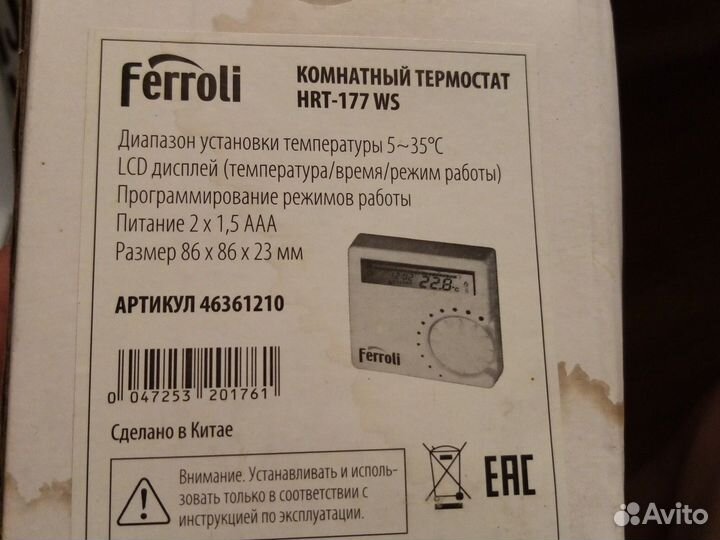 Ferroli
КОМНАТНЫЙ ТЕРМОСТАТ
HRT-177 WS
Диапазон установки температуры 5~35°C
LCD дисплей (температура/время/режим работы)
Программирование режимов работы
Питание 2 x 1,5 AAA
Размер 86 x 86 x 23 мм
АРТИКУЛ 46361210
22.8°C
Ferroli
0 047253 201761
Сделано в Китае
Внимание. Устанавливать и исполь-
зовать только в соответствии с
инструкцией по эксплуатации.
EAC
Avito